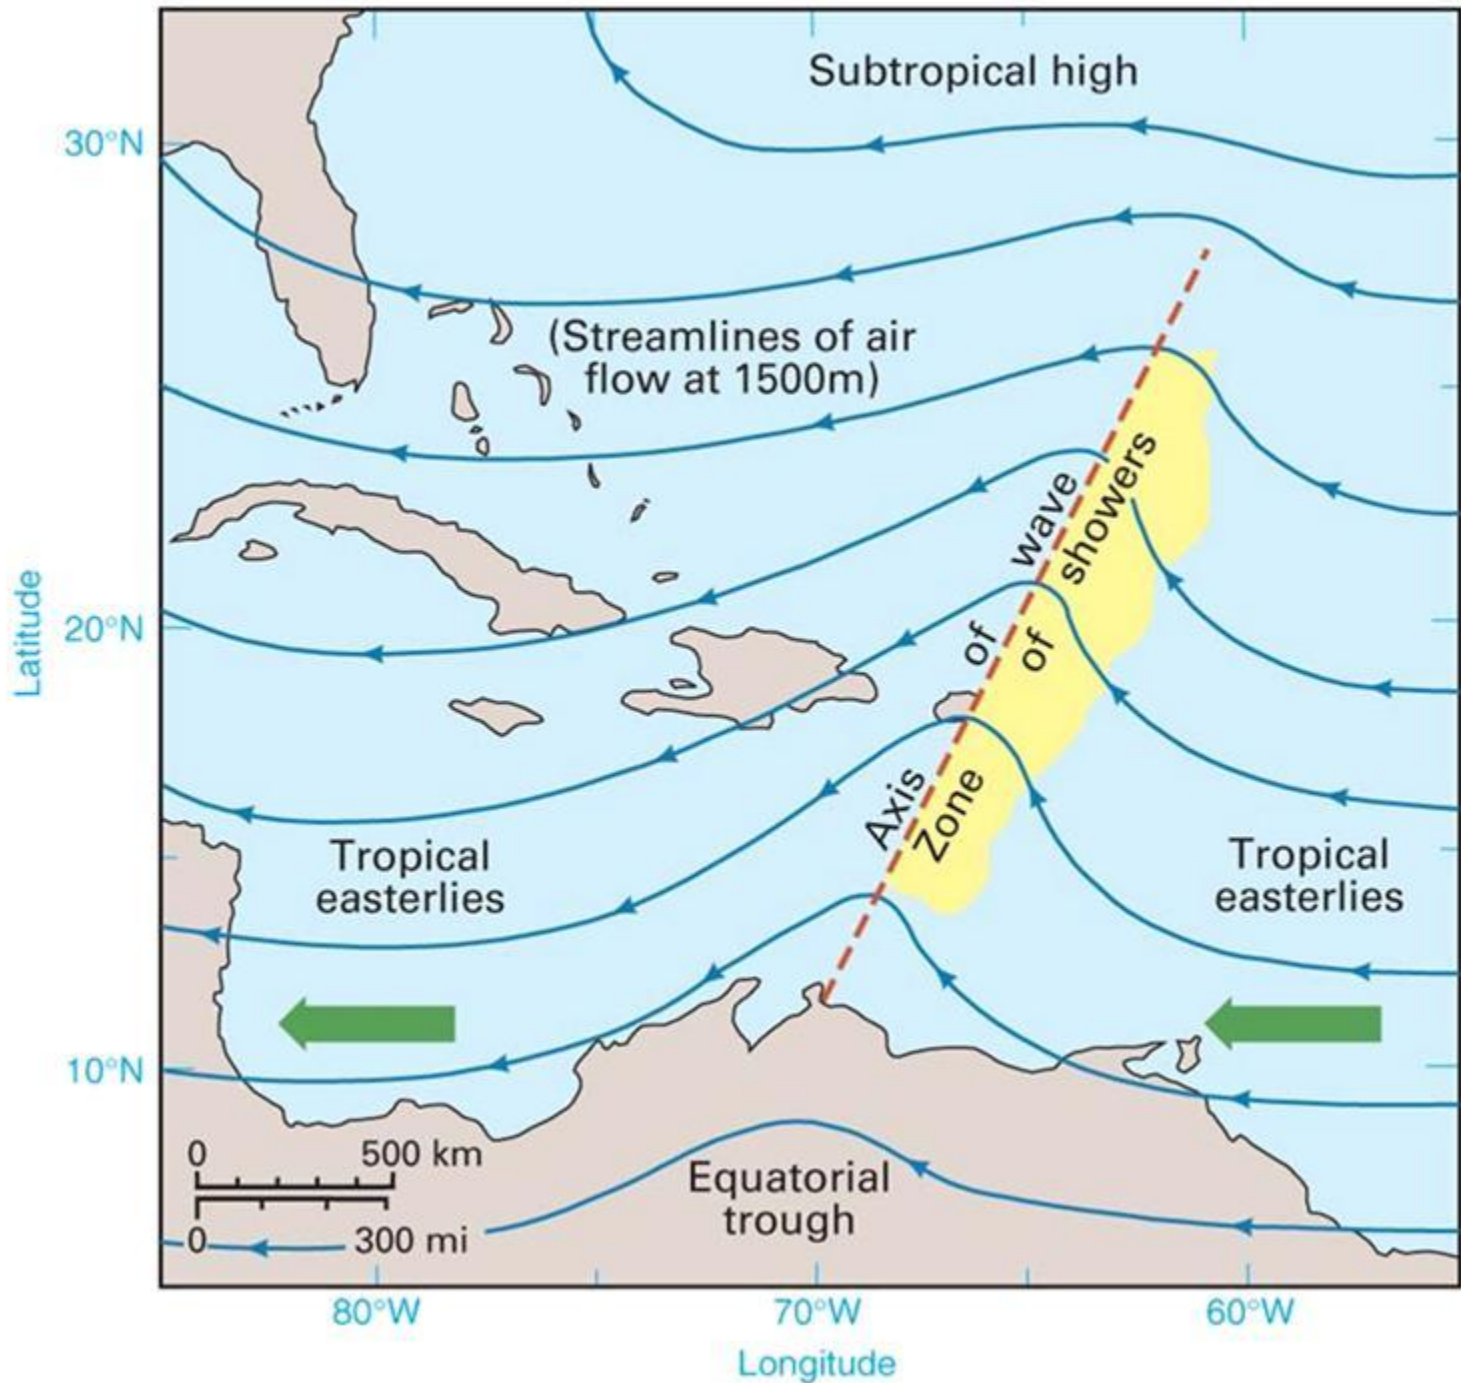 Subtropical high
30°N
(Streamlines of air
flow at 1500m)
Axis of wave
Zone of showers
20°N
Latitude
Tropical
easterlies
Tropical
easterlies
10°N
0 500 km
0 300 mi
Equatorial
trough
80°W 70°W 60°W
Longitude